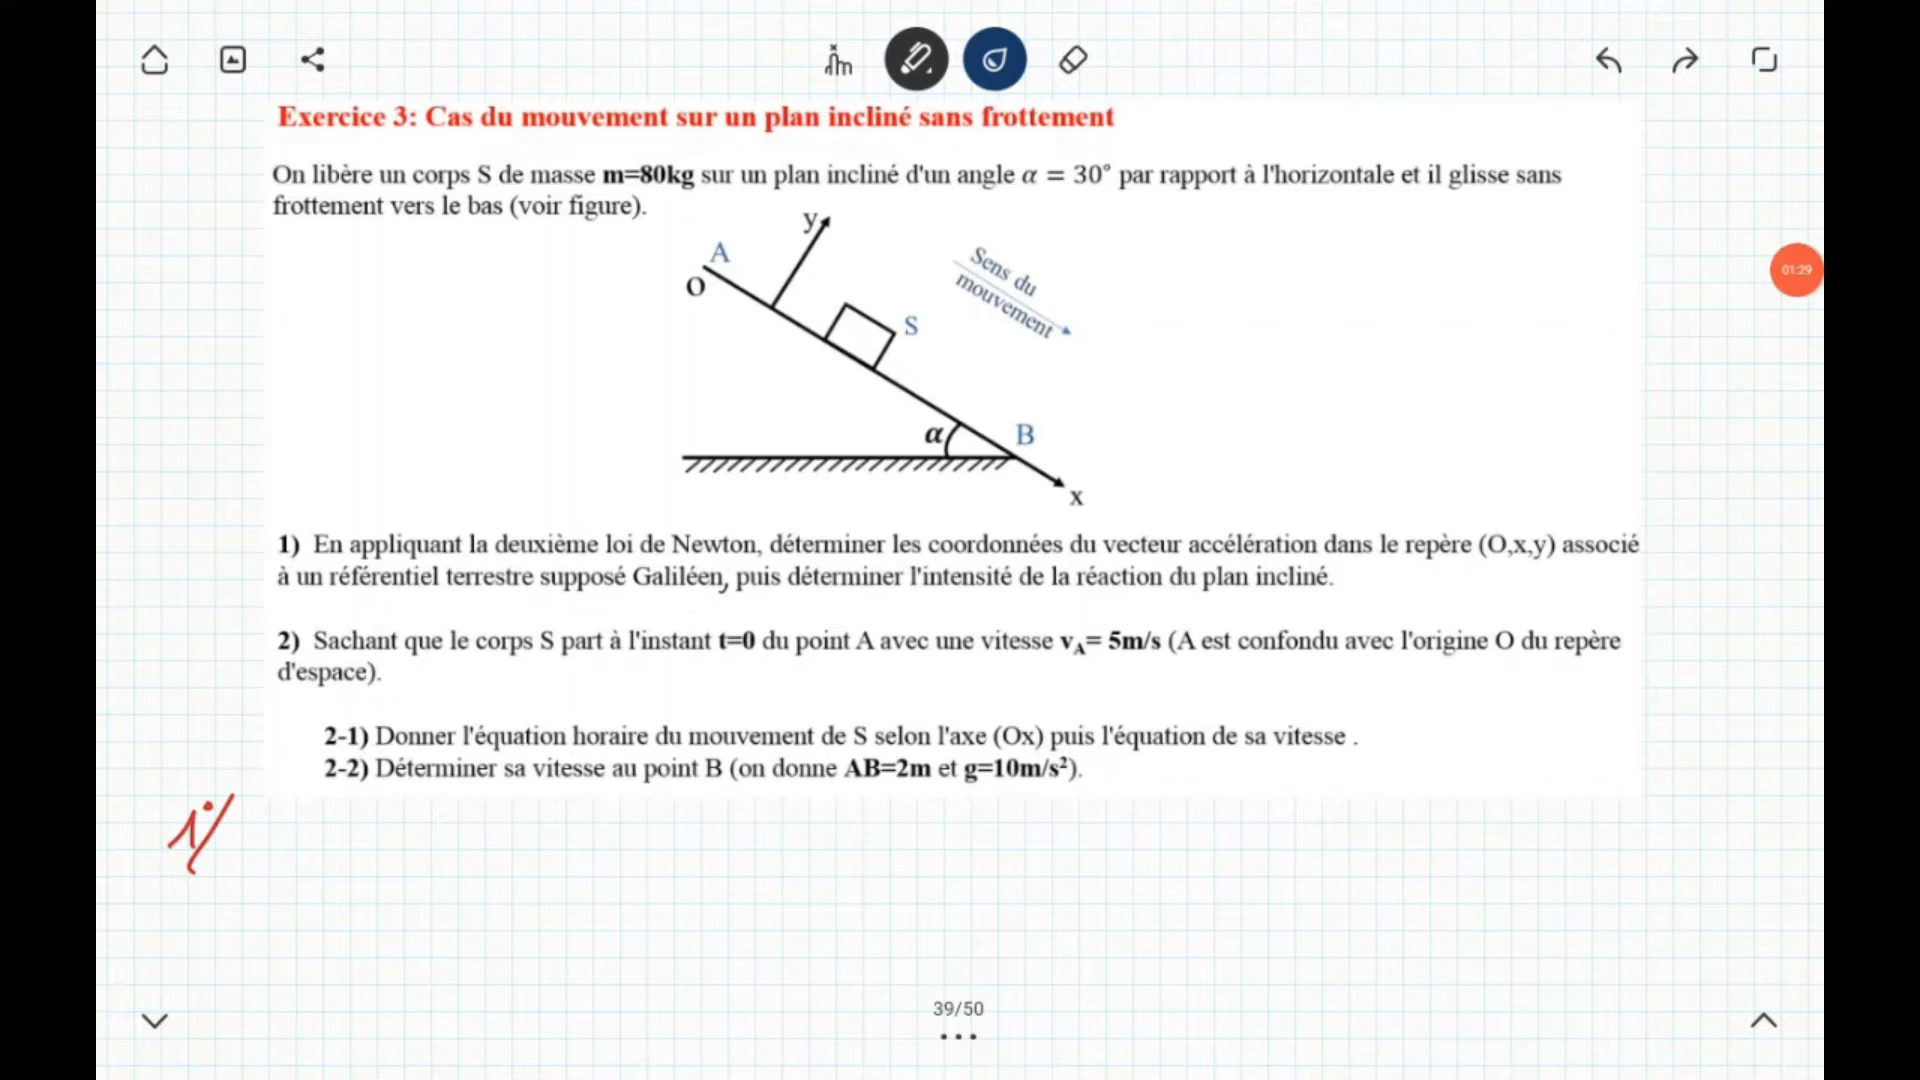 Exercice 3: Cas du mouvement sur un plan incliné sans frottement
01:29
On libère un corps S de masse m=80kg sur un plan incliné d'un angle α = 30° par rapport à l'horizontale et il glisse sans
frottement vers le bas (voir figure).
y
A
O
S
Sens du
mouvement
α
B
x
1) En appliquant la deuxième loi de Newton, déterminer les coordonnées du vecteur accélération dans le repère (O,x,y) associé
à un référentiel terrestre supposé Galiléen, puis déterminer l'intensité de la réaction du plan incliné.
2) Sachant que le corps S part à l'instant t=0 du point A avec une vitesse vA= 5m/s (A est confondu avec l'origine O du repère
d'espace).
2-1) Donner l'équation horaire du mouvement de S selon l'axe (Ox) puis l'équation de sa vitesse .
2-2) Déterminer sa vitesse au point B (on donne AB=2m et g=10m/s²).
1°/
39/50